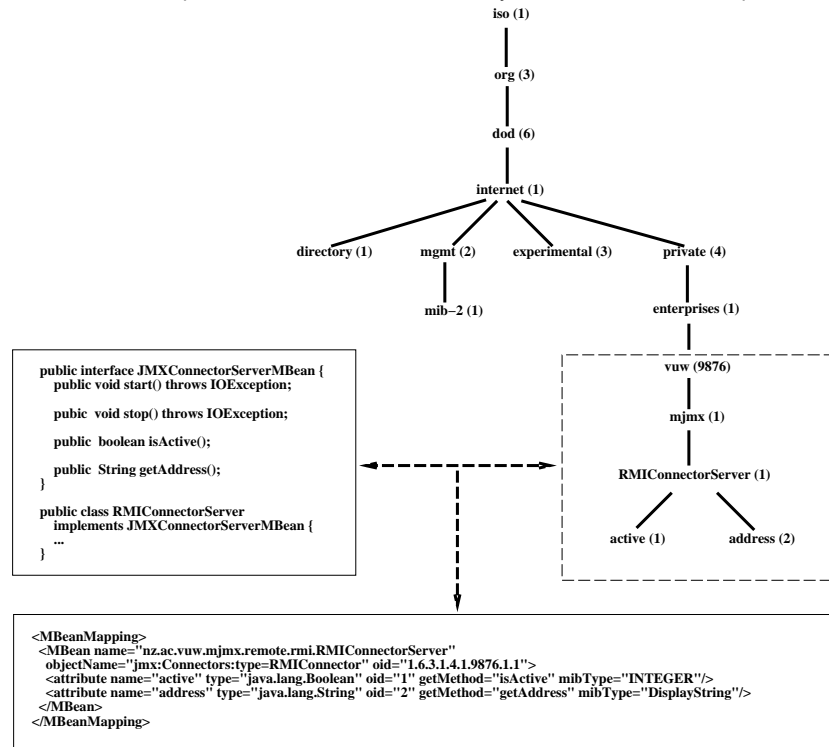 iso (1)
org (3)
dod (6)
internet (1)
directory (1) mgmt (2) experimental (3) private (4)
mib−2 (1) enterprises (1)
vuw (9876)
mjmx (1)
RMIConnectorServer (1)
active (1) address (2)
public interface JMXConnectorServerMBean {
public void start() throws IOException;
pubic void stop() throws IOException;
public boolean isActive();
public String getAddress();
}
public class RMIConnectorServer
implements JMXConnectorServerMBean {
...
}
<MBeanMapping>
<MBean name="nz.ac.vuw.mjmx.remote.rmi.RMIConnectorServer"
objectName="jmx:Connectors:type=RMIConnector" oid="1.6.3.1.4.1.9876.1.1">
<attribute name="active" type="java.lang.Boolean" oid="1" getMethod="isActive" mibType="INTEGER"/>
<attribute name="address" type="java.lang.String" oid="2" getMethod="getAddress" mibType="DisplayString"/>
</MBean>
</MBeanMapping>